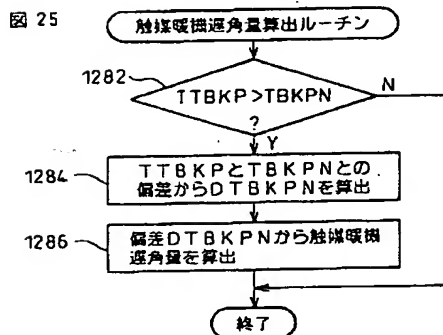 図 25
触媒暖機遅角量算出ルーチン
1282
TTBKP>TBKPN
?
N
Y
1284
TTBKPとTBKPNとの
偏差からDTBKPNを算出
1286
偏差DTBKPNから触媒暖機
遅角量を算出
終了